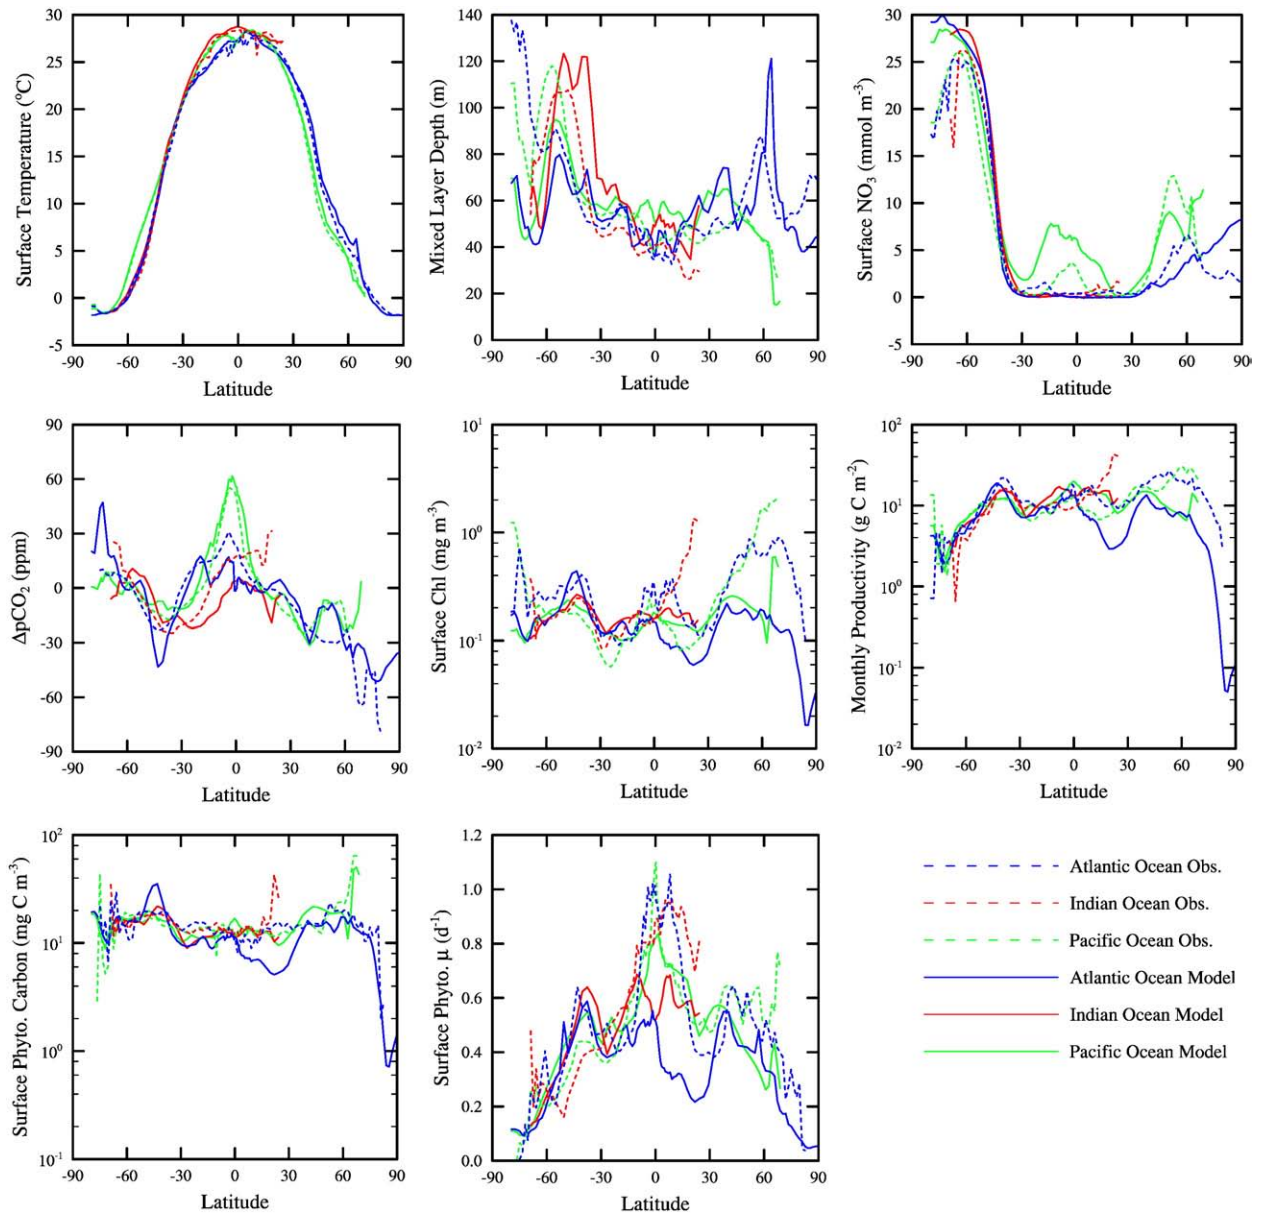 30
25
20
15
10
5
0
-5
-90 -60 -30 0 30 60 90
Surface Temperature (°C)
Latitude
140
120
100
80
60
40
20
0
-90 -60 -30 0 30 60 90
Mixed Layer Depth (m)
Latitude
30
25
20
15
10
5
0
-5
-90 -60 -30 0 30 60 90
Surface NO3 (mmol m-3)
Latitude
90
60
30
0
-30
-60
-90
-90 -60 -30 0 30 60 90
ΔpCO2 (ppm)
Latitude
10^1
10^0
10^-1
10^-2
-90 -60 -30 0 30 60 90
Surface Chl (mg m-3)
Latitude
10^2
10^1
10^0
10^-1
10^-2
-90 -60 -30 0 30 60 90
Monthly Productivity (g C m-2)
Latitude
10^2
10^1
10^0
10^-1
-90 -60 -30 0 30 60 90
Surface Phyto. Carbon (mg C m-3)
Latitude
1.2
1.0
0.8
0.6
0.4
0.2
0.0
-90 -60 -30 0 30 60 90
Surface Phyto. μ (d-1)
Latitude
Atlantic Ocean Obs.
Indian Ocean Obs.
Pacific Ocean Obs.
Atlantic Ocean Model
Indian Ocean Model
Pacific Ocean Model